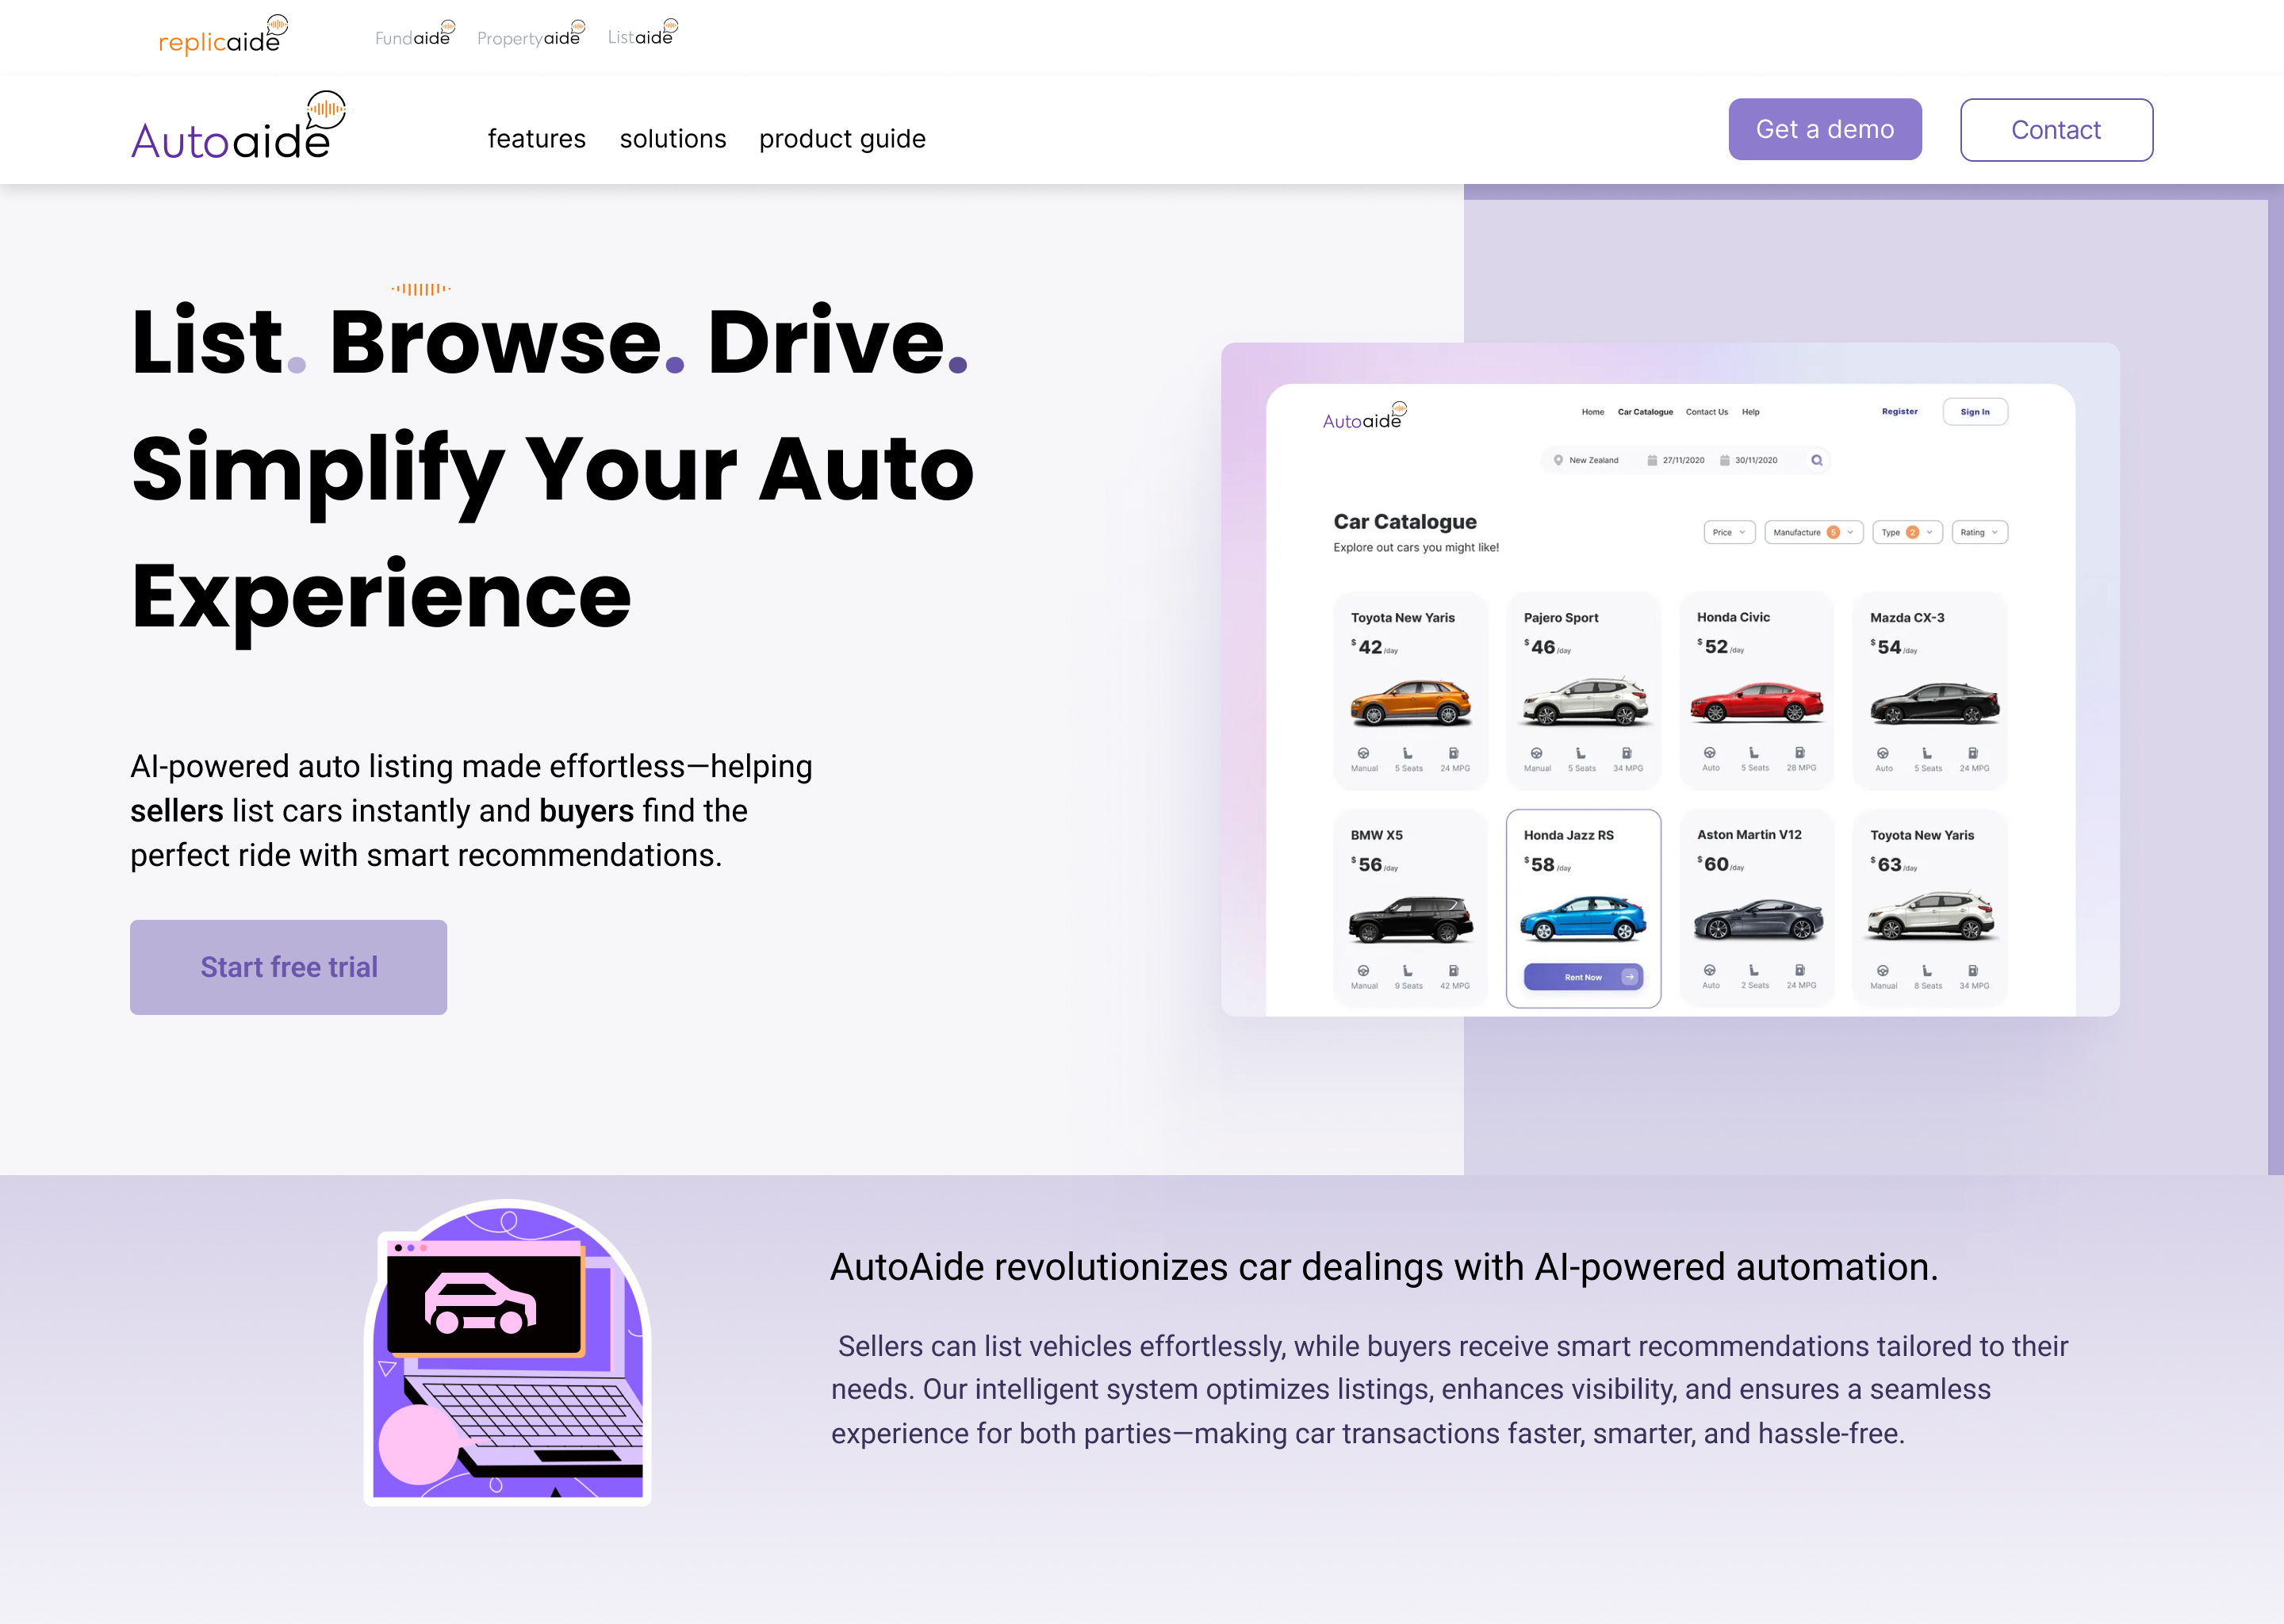 replicaide Fundaide Propertyaide Listaide
Autoaide features solutions product guide Get a demo Contact
List. Browse. Drive.
Simplify Your Auto
Experience
AI-powered auto listing made effortless—helping
sellers list cars instantly and buyers find the
perfect ride with smart recommendations.
Start free trial
Autoaide Home Car Catalogue Contact Us Help Register Sign In
New Zealand 27/11/2020 30/11/2020
Car Catalogue
Explore out cars you might like!
Price Manufacture 5 Type 2 Rating
Toyota New Yaris Pajero Sport Honda Civic Mazda CX-3
$42/day $46/day $52/day $54/day
Manual 5 Seats 24 MPG Manual 5 Seats 34 MPG Auto 5 Seats 28 MPG Auto 5 Seats 24 MPG
BMW X5 Honda Jazz RS Aston Martin V12 Toyota New Yaris
$56/day $58/day $60/day $63/day
Manual 9 Seats 42 MPG Rent Now Auto 2 Seats 24 MPG Manual 8 Seats 34 MPG
AutoAide revolutionizes car dealings with AI-powered automation.
Sellers can list vehicles effortlessly, while buyers receive smart recommendations tailored to their
needs. Our intelligent system optimizes listings, enhances visibility, and ensures a seamless
experience for both parties—making car transactions faster, smarter, and hassle-free.